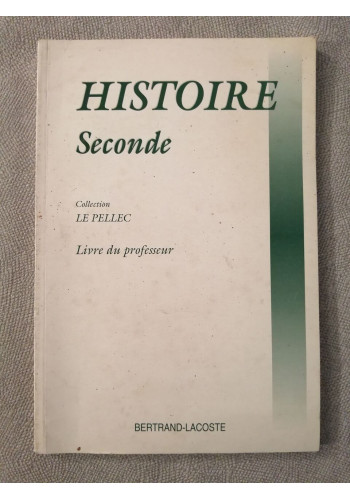 HISTOIRE
Seconde
Collection
LE PELLEC
Livre du professeur
BERTRAND-LACOSTE